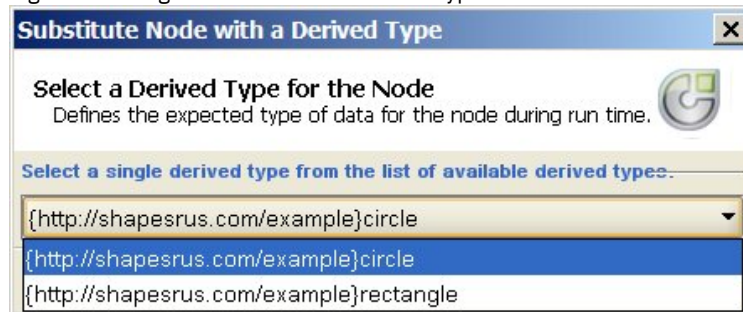 Substitute Node with a Derived Type
Select a Derived Type for the Node
Defines the expected type of data for the node during run time.
Select a single derived type from the list of available derived types.
{http://shapesrus.com/example}circle
{http://shapesrus.com/example}circle
{http://shapesrus.com/example}rectangle